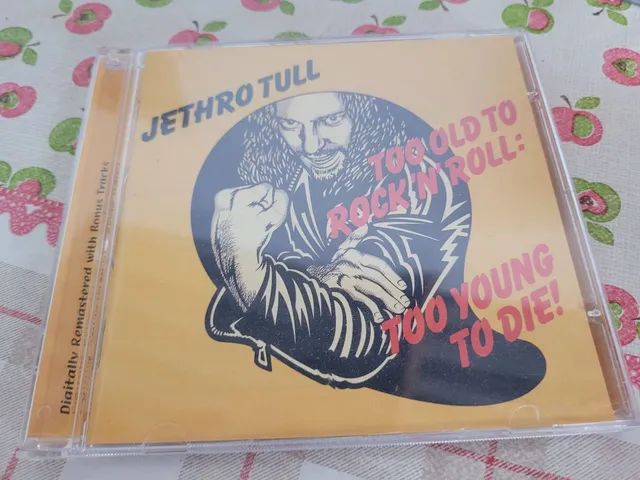 JETHRO TULL
TOO OLD TO
ROCK'N'ROLL:
TOO YOUNG
TO DIE!
Digitally Remastered with Bonus Tracks